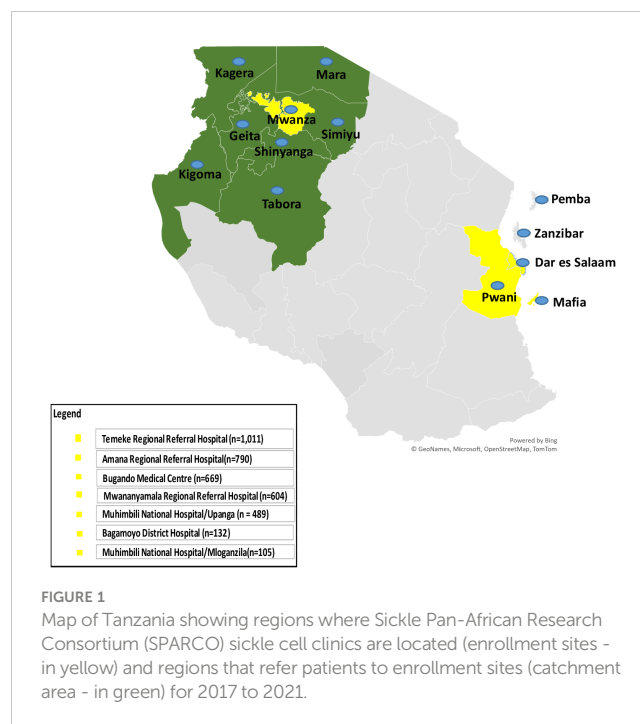 Kagera
Mara
Mwanza
Geita
Simiyu
Shinyanga
Kigoma
Tabora
Pemba
Zanzibar
Dar es Salaam
Pwani
Mafia
Powered by Bing
© GeoNames, Microsoft, OpenStreetMap, TomTom
Legend
Temeke Regional Referral Hospital (n=1,011)
Amana Regional Referral Hospital(n=790)
Bugando Medical Centre (n=669)
Mwananyamala Regional Referral Hospital (n=604)
Muhimbili National Hospital/Upanga (n = 489)
Bagamoyo District Hospital (n=132)
Muhimbili National Hospital/Mloganzila(n=105)
FIGURE 1
Map of Tanzania showing regions where Sickle Pan-African Research
Consortium (SPARCO) sickle cell clinics are located (enrollment sites -
in yellow) and regions that refer patients to enrollment sites (catchment
area - in green) for 2017 to 2021.